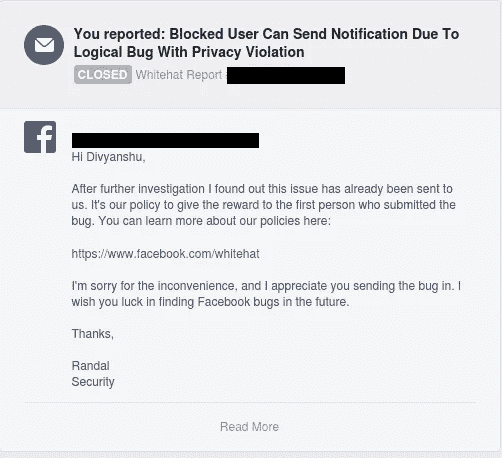 You reported: Blocked User Can Send Notification Due To
Logical Bug With Privacy Violation
CLOSED Whitehat Report
Hi Divyanshu,
After further investigation I found out this issue has already been sent to
us. It's our policy to give the reward to the first person who submitted the
bug. You can learn more about our policies here:
https://www.facebook.com/whitehat
I'm sorry for the inconvenience, and I appreciate you sending the bug in. I
wish you luck in finding Facebook bugs in the future.
Thanks,
Randal
Security
Read More